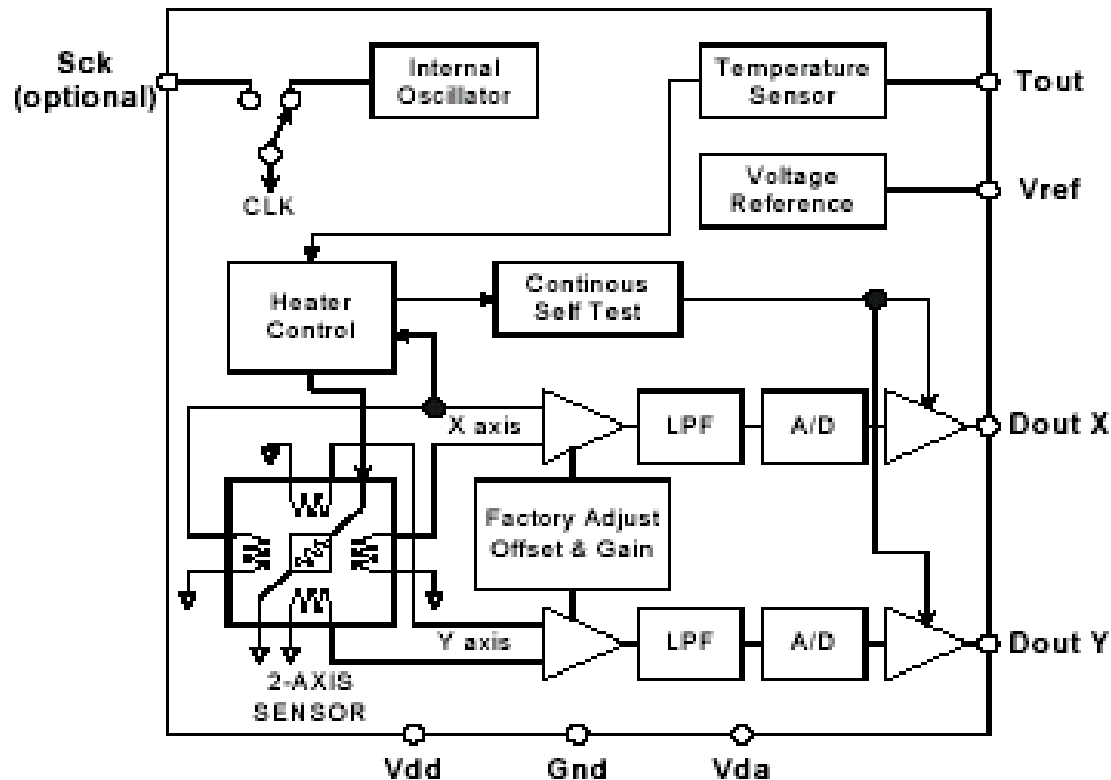 Sck
(optional)
Internal
Oscillator
CLK
Temperature
Sensor
Tout
Voltage
Reference
Vref
Heater
Control
Continous
Self Test
X axis
LPF
A/D
Dout X
Factory Adjust
Offset & Gain
Y axis
LPF
A/D
Dout Y
2-AXIS
SENSOR
Vdd
Gnd
Vda